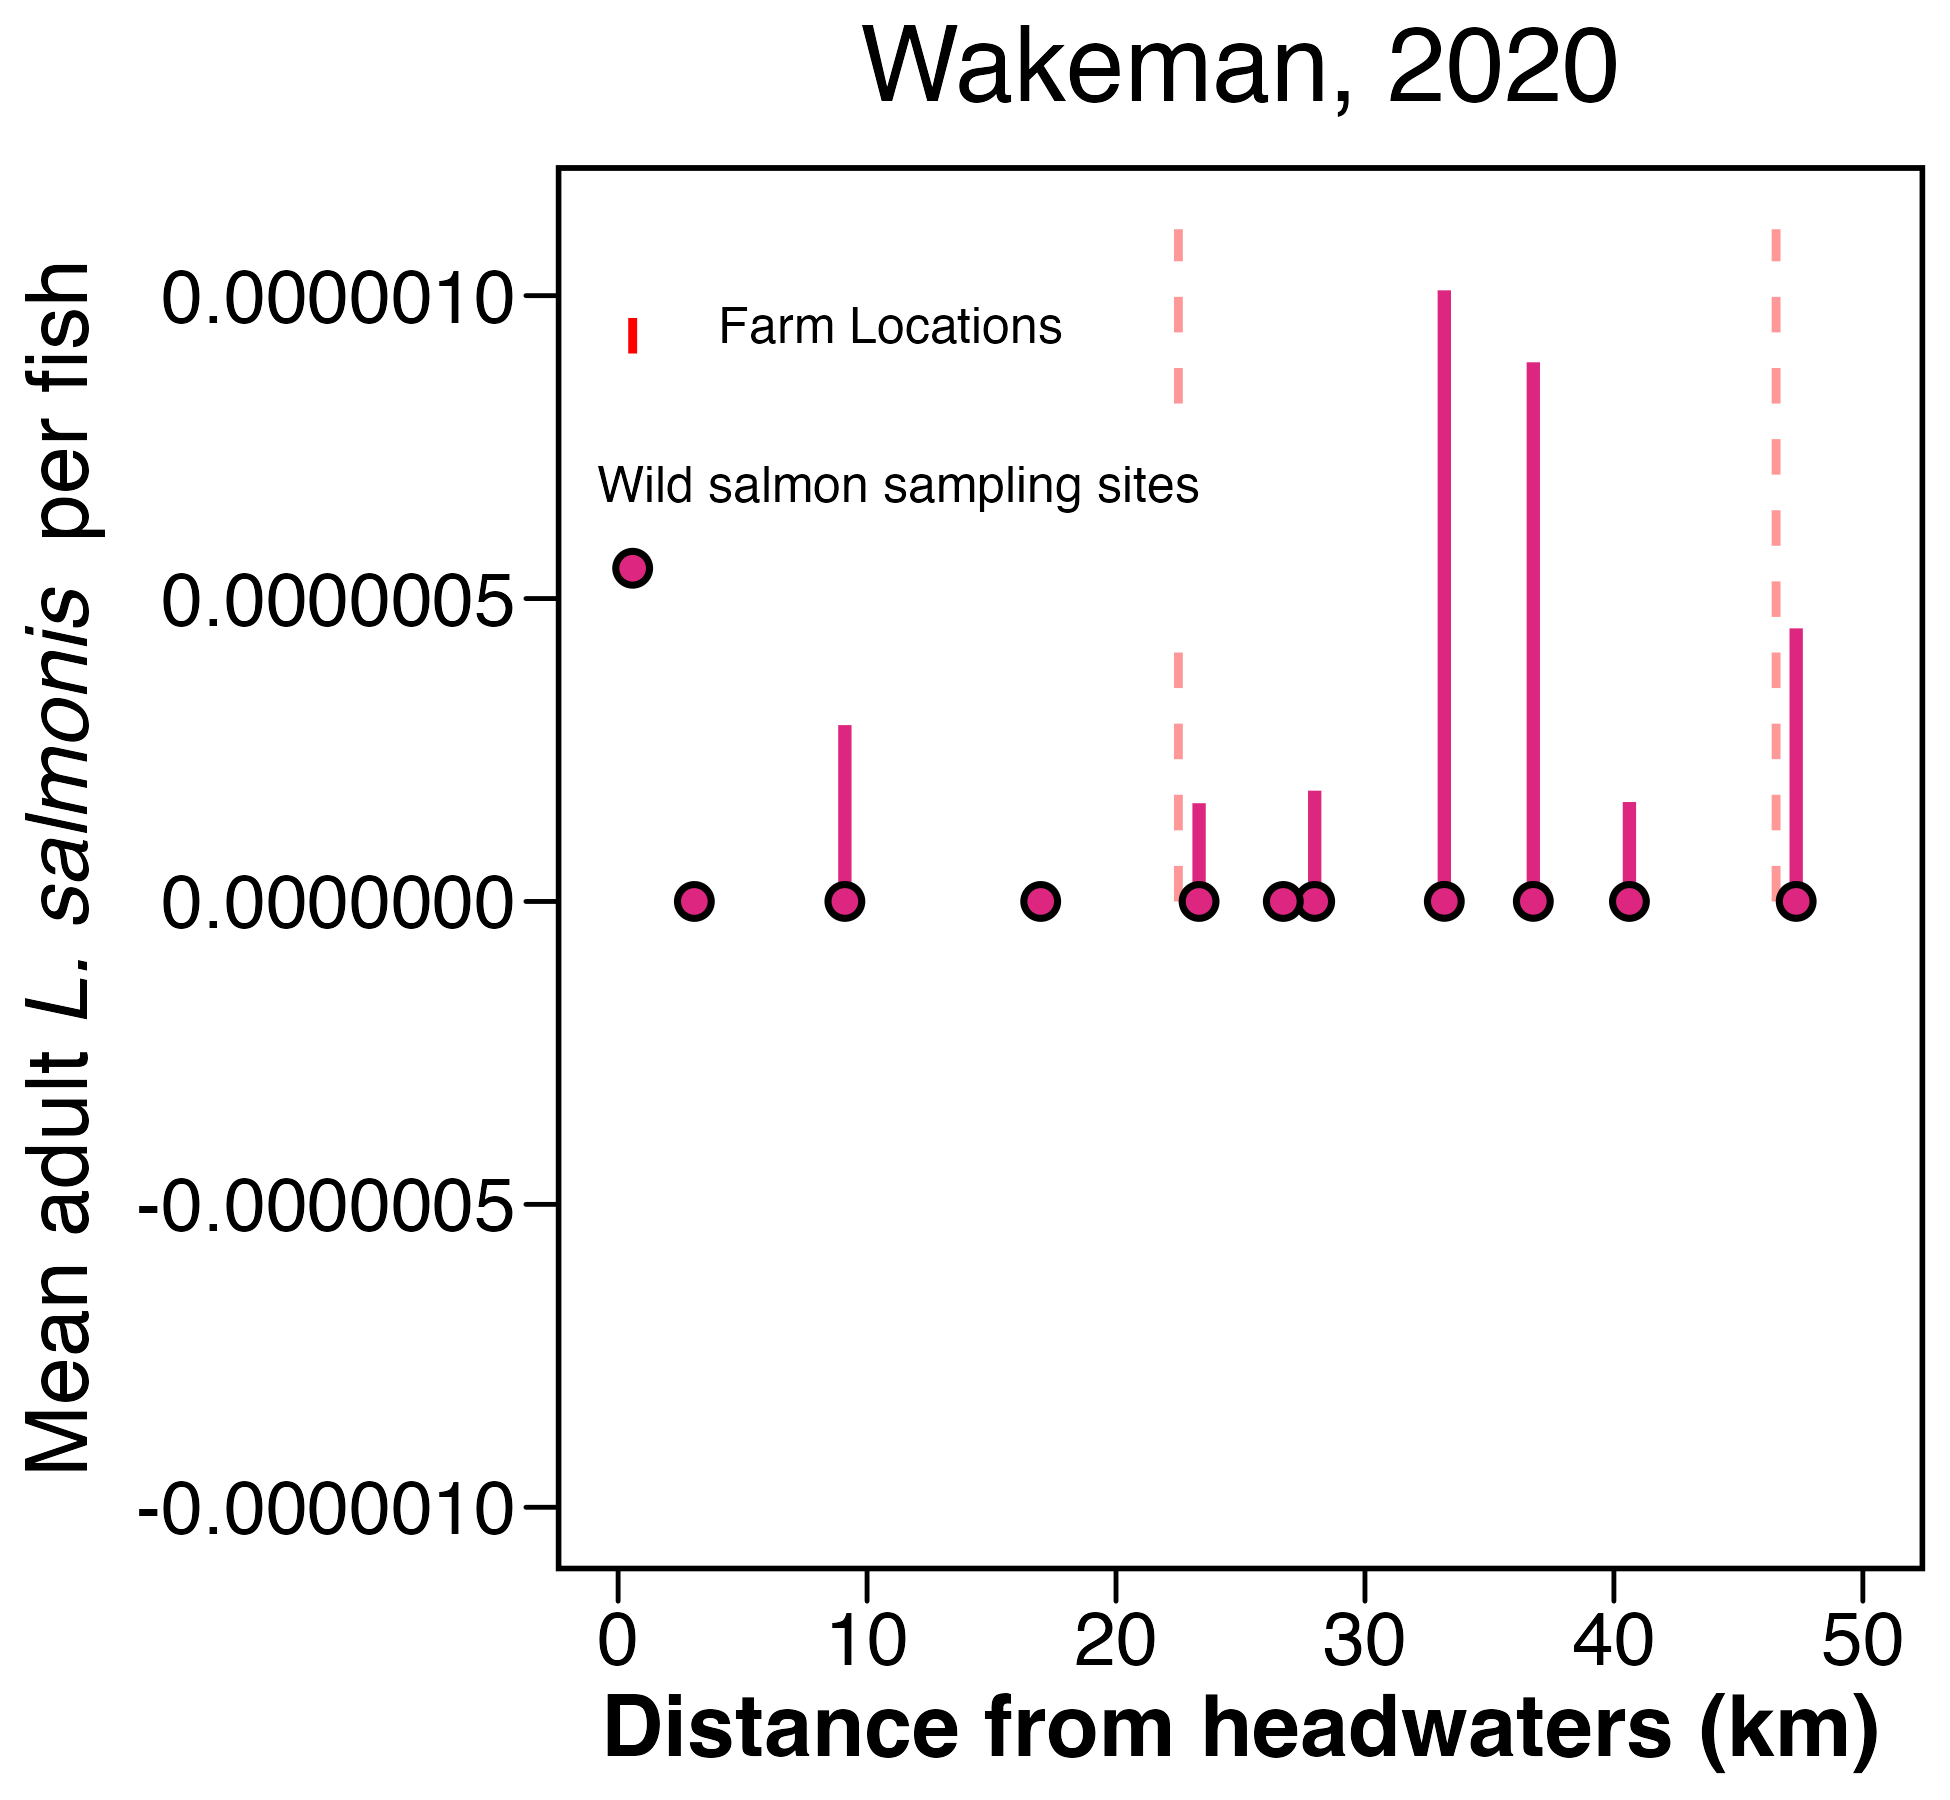 Wakeman, 2020
Mean adult L. salmonis per fish
0.0000010
0.0000005
0.0000000
-0.0000005
-0.0000010
Farm Locations
Wild salmon sampling sites
0 10 20 30 40 50
Distance from headwaters (km)